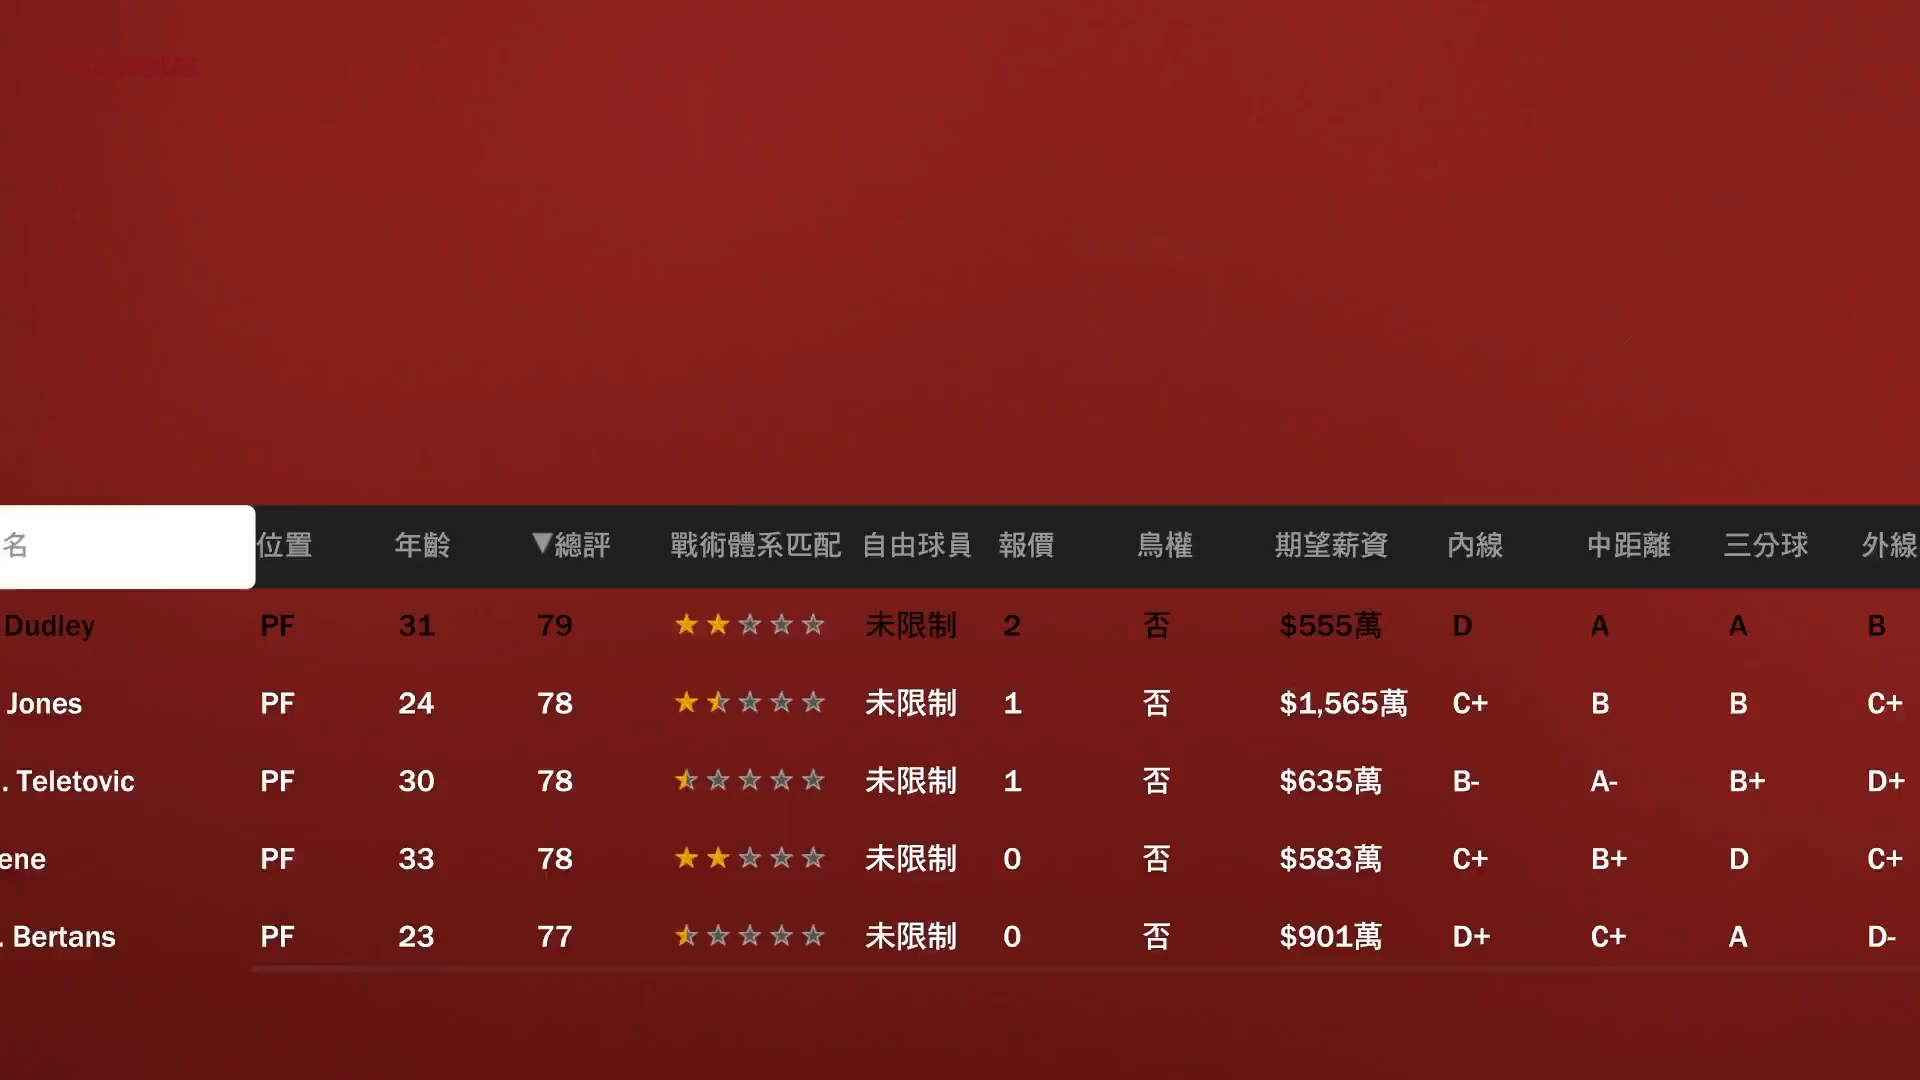 名 位置 年齡 ▼總評 戰術體系匹配 自由球員 報價 鳥權 期望薪資 內線 中距離 三分球 外線
Dudley PF 31 79 未限制 2 否 $555萬 D A A B
Jones PF 24 78 未限制 1 否 $1,565萬 C+ B B C+
. Teletovic PF 30 78 未限制 1 否 $635萬 B- A- B+ D+
ene PF 33 78 未限制 0 否 $583萬 C+ B+ D C+
. Bertans PF 23 77 未限制 0 否 $901萬 D+ C+ A D-